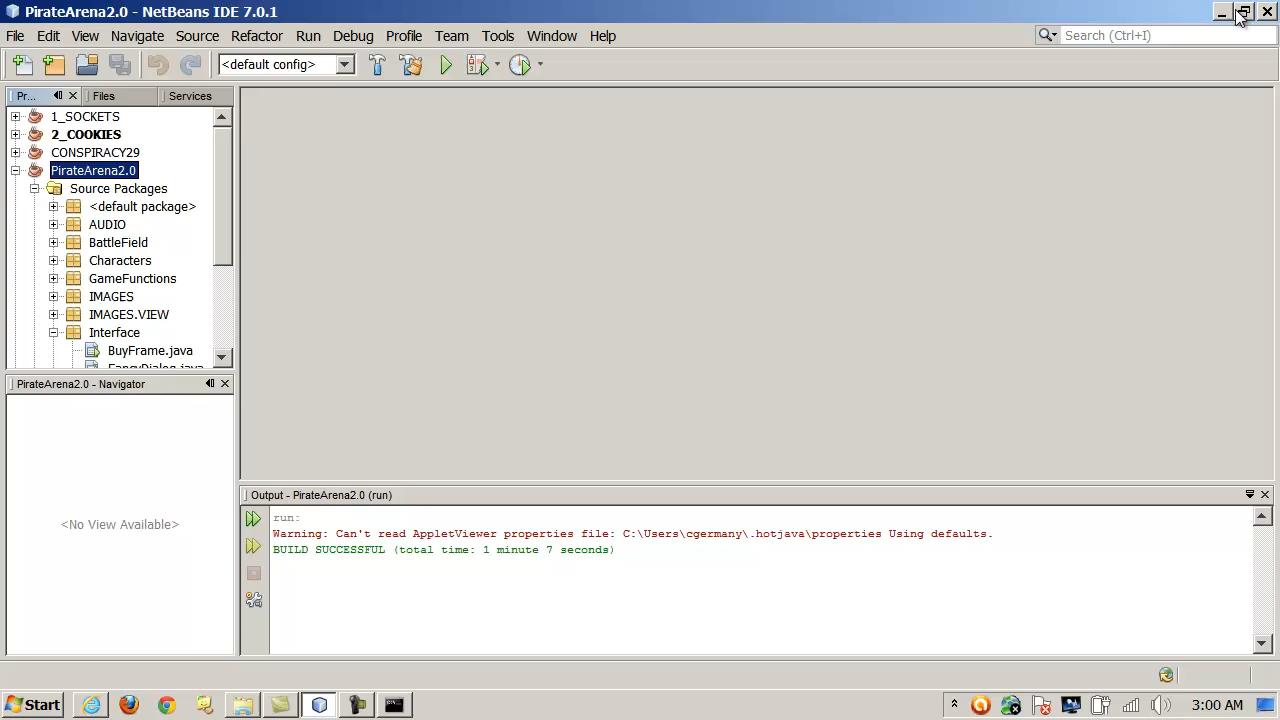 PirateArena2.0 - NetBeans IDE 7.0.1
File Edit View Navigate Source Refactor Run Debug Profile Team Tools Window Help
Search (Ctrl+I)
<default config>
Pr... Files Services
1_SOCKETS
2_COOKIES
CONSPIRACY29
PirateArena2.0
Source Packages
<default package>
AUDIO
BattleField
Characters
GameFunctions
IMAGES
IMAGES.VIEW
Interface
BuyFrame.java
FancyDialog.java
PirateArena2.0 - Navigator
<No View Available>
Output - PirateArena2.0 (run)
run:
Warning: Can't read AppletViewer properties file: C:\Users\cgermany\.hotjava\properties Using defaults.
BUILD SUCCESSFUL (total time: 1 minute 7 seconds)
Start
3:00 AM